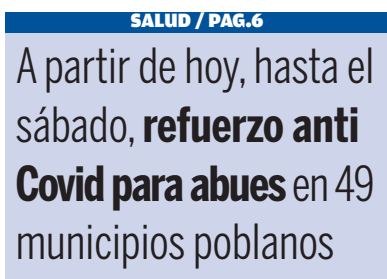 SALUD / PAG.6
A partir de hoy, hasta el
sábado, refuerzo anti
Covid para abues en 49
municipios poblanos